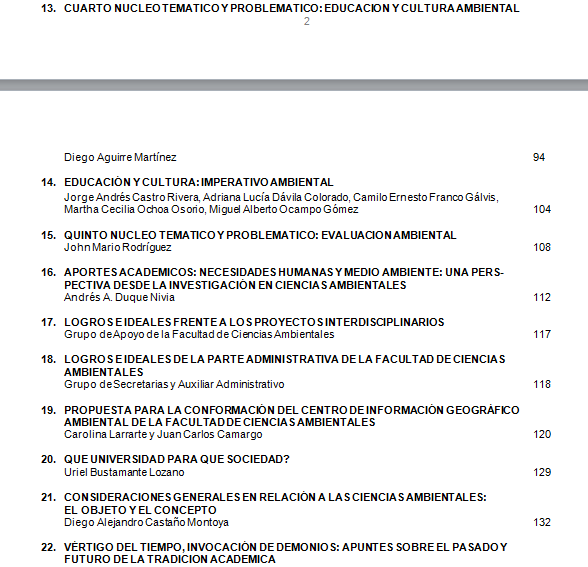 13. CUARTO NUCLEO TEMATICO Y PROBLEMATICO: EDUCACION Y CULTURA AMBIENTAL
2
Diego Aguirre Martínez 94
14. EDUCACIÓN Y CULTURA: IMPERATIVO AMBIENTAL
Jorge Andrés Castro Rivera, Adriana Lucía Dávila Colorado, Camilo Ernesto Franco Gálvis,
Martha Cecilia Ochoa Osorio, Miguel Alberto Ocampo Gómez 104
15. QUINTO NUCLEO TEMATICO Y PROBLEMATICO: EVALUACION AMBIENTAL
John Mario Rodríguez 108
16. APORTES ACADEMICOS: NECESIDADES HUMANAS Y MEDIO AMBIENTE: UNA PERS-
PECTIVA DESDE LA INVESTIGACIÓN EN CIENCIAS AMBIENTALES
Andrés A. Duque Nivia 112
17. LOGROS E IDEALES FRENTE A LOS PROYECTOS INTERDISCIPLINARIOS
Grupo de Apoyo de la Facultad de Ciencias Ambientales 117
18. LOGROS E IDEALES DE LA PARTE ADMINISTRATIVA DE LA FACULTAD DE CIENCIAS
AMBIENTALES
Grupo de Secretarias y Auxiliar Administrativo 118
19. PROPUESTA PARA LA CONFORMACIÓN DEL CENTRO DE INFORMACIÓN GEOGRÁFICO
AMBIENTAL DE LA FACULTAD DE CIENCIAS AMBIENTALES
Carolina Larrarte y Juan Carlos Camargo 120
20. QUE UNIVERSIDAD PARA QUE SOCIEDAD?
Uriel Bustamante Lozano 129
21. CONSIDERACIONES GENERALES EN RELACIÓN A LAS CIENCIAS AMBIENTALES:
EL OBJETO Y EL CONCEPTO
Diego Alejandro Castaño Montoya 132
22. VÉRTIGO DEL TIEMPO, INVOCACIÓN DE DEMONIOS: APUNTES SOBRE EL PASADO Y
FUTURO DE LA TRADICION ACADEMICA